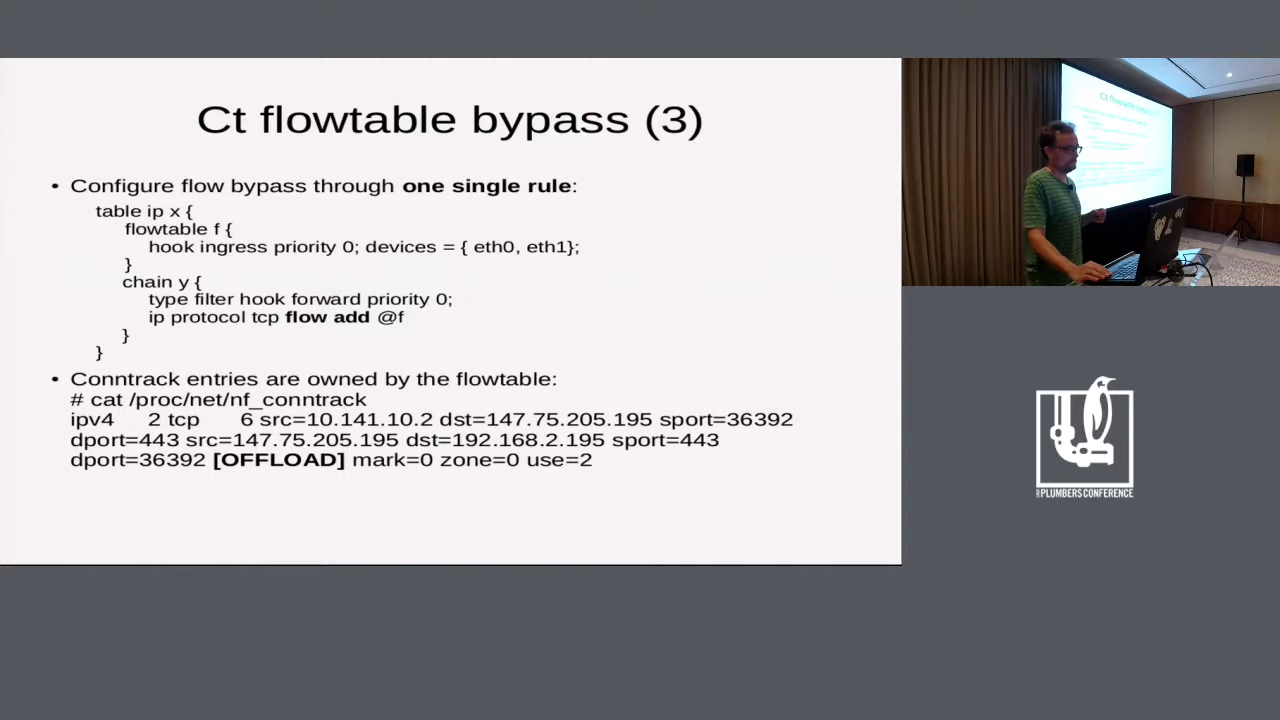 Ct flowtable bypass (3)
• Configure flow bypass through one single rule:
table ip x {
flowtable f {
hook ingress priority 0; devices = { eth0, eth1};
}
chain y {
type filter hook forward priority 0;
ip protocol tcp flow add @f
}
}
• Conntrack entries are owned by the flowtable:
# cat /proc/net/nf_conntrack
ipv4 2 tcp 6 src=10.141.10.2 dst=147.75.205.195 sport=36392
dport=443 src=147.75.205.195 dst=192.168.2.195 sport=443
dport=36392 [OFFLOAD] mark=0 zone=0 use=2
PLUMBERS CONFERENCE